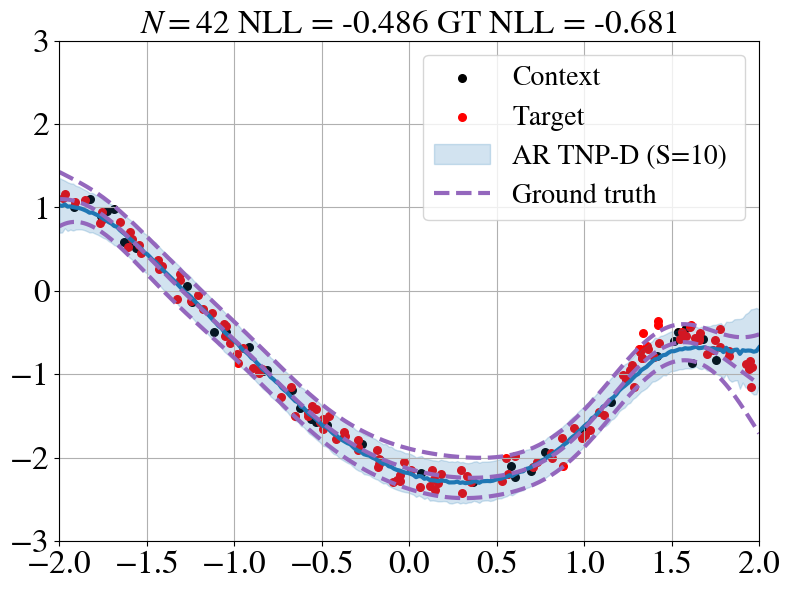 N = 42 NLL = -0.486 GT NLL = -0.681
3
2
1
0
−1
−2
−3
Context
Target
AR TNP-D (S=10)
Ground truth
−2.0 −1.5 −1.0 −0.5 0.0 0.5 1.0 1.5 2.0